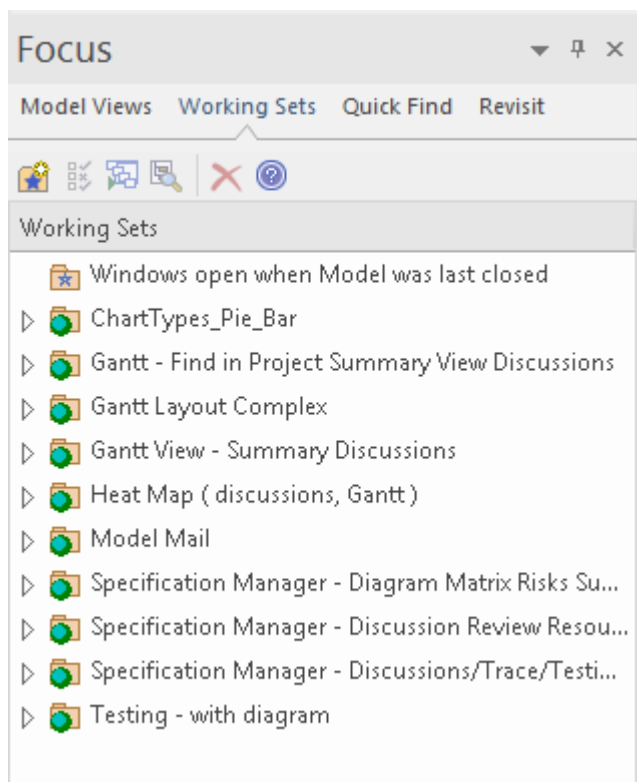 Focus
Model Views Working Sets Quick Find Revisit
Working Sets
Windows open when Model was last closed
ChartTypes_Pie_Bar
Gantt - Find in Project Summary View Discussions
Gantt Layout Complex
Gantt View - Summary Discussions
Heat Map ( discussions, Gantt )
Model Mail
Specification Manager - Diagram Matrix Risks Su...
Specification Manager - Discussion Review Resou...
Specification Manager - Discussions/Trace/Testi...
Testing - with diagram